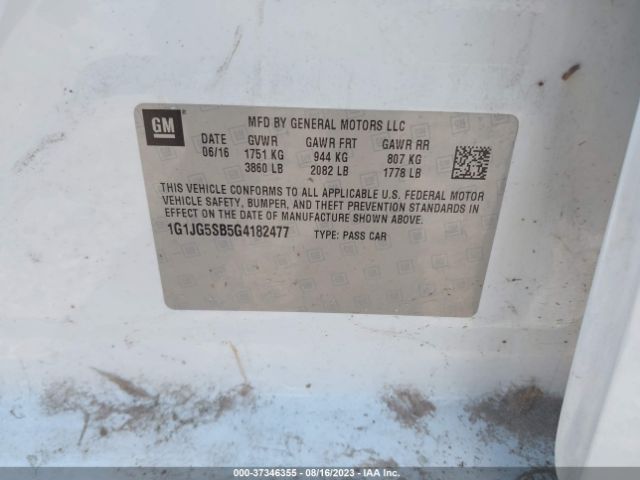 GM
MFD BY GENERAL MOTORS LLC
DATE GVWR GAWR FRT GAWR RR
06/16 1751 KG 944 KG 807 KG
3860 LB 2082 LB 1778 LB
THIS VEHICLE CONFORMS TO ALL APPLICABLE U.S. FEDERAL MOTOR
VEHICLE SAFETY, BUMPER, AND THEFT PREVENTION STANDARDS IN
EFFECT ON THE DATE OF MANUFACTURE SHOWN ABOVE.
1G1JG5SB5G4182477 TYPE: PASS CAR
000-37346355 - 08/16/2023 - IAA Inc.